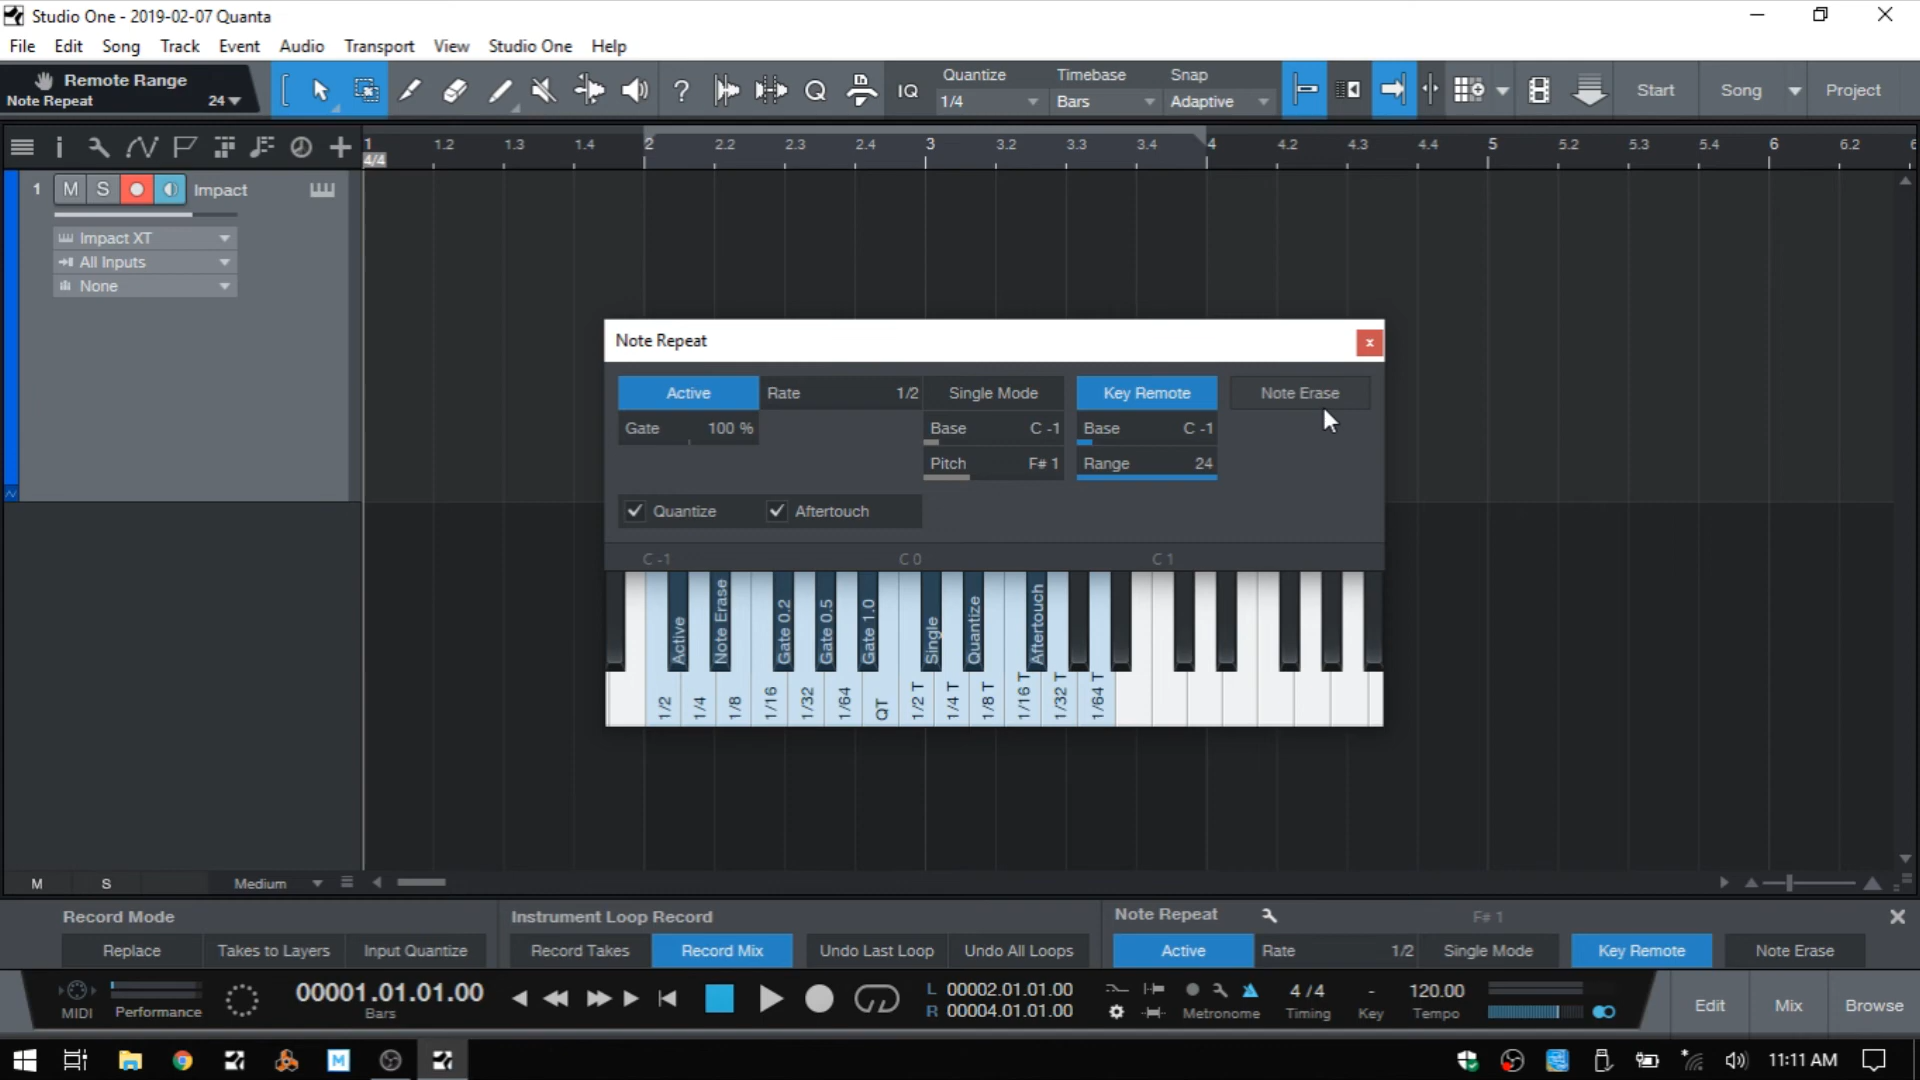 Studio One - 2019-02-07 Quanta
File Edit Song Track Event Audio Transport View Studio One Help
Remote Range
Note Repeat 24
? Q IQ
Quantize Timebase Snap
1/4 Bars Adaptive
Start Song Project
1 1.2 1.3 1.4 2 2.2 2.3 2.4 3 3.2 3.3 3.4 4 4.2 4.3 4.4 5 5.2 5.3 5.4 6 6.2
4/4
1 M S Impact
Impact XT
All Inputs
None
Note Repeat x
Active Rate 1/2 Single Mode Key Remote Note Erase
Gate 100 % Base C -1 Base C -1
Pitch F# 1 Range 24
Quantize Aftertouch
C -1 C 0 C 1
Active Note Erase Gate 0.2 Gate 0.5 Gate 1.0 Single Quantize Aftertouch
1/2 1/4 1/8 1/16 1/32 1/64 QT 1/2 T 1/4 T 1/8 T 1/16 T 1/32 T 1/64 T
M S Medium
Record Mode Instrument Loop Record Note Repeat F# 1
Replace Takes to Layers Input Quantize Record Takes Record Mix Undo Last Loop Undo All Loops Active Rate 1/2 Single Mode Key Remote Note Erase
00001.01.01.00 L 00002.01.01.00 4 / 4 - 120.00
MIDI Performance Bars R 00004.01.01.00 Metronome Timing Key Tempo
Edit Mix Browse
M 11:11 AM